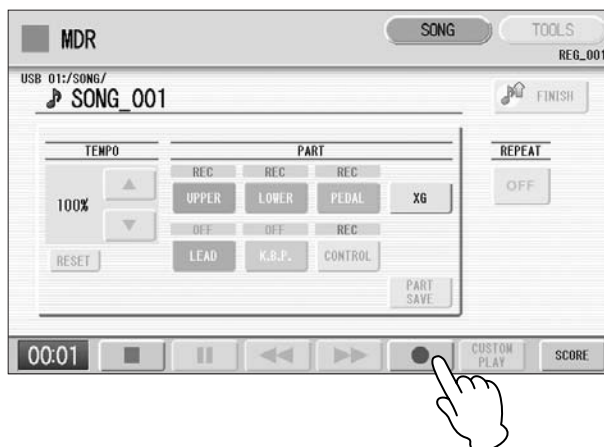 MDR
SONG
TOOLS
REG_001
USB 01:/SONG/
SONG_001
FINISH
TEMPO
PART
REPEAT
REC REC REC
100%
UPPER LOWER PEDAL XG
OFF
OFF OFF REC
RESET
LEAD K.B.P. CONTROL
PART
SAVE
00:01
CUSTOM
PLAY
SCORE